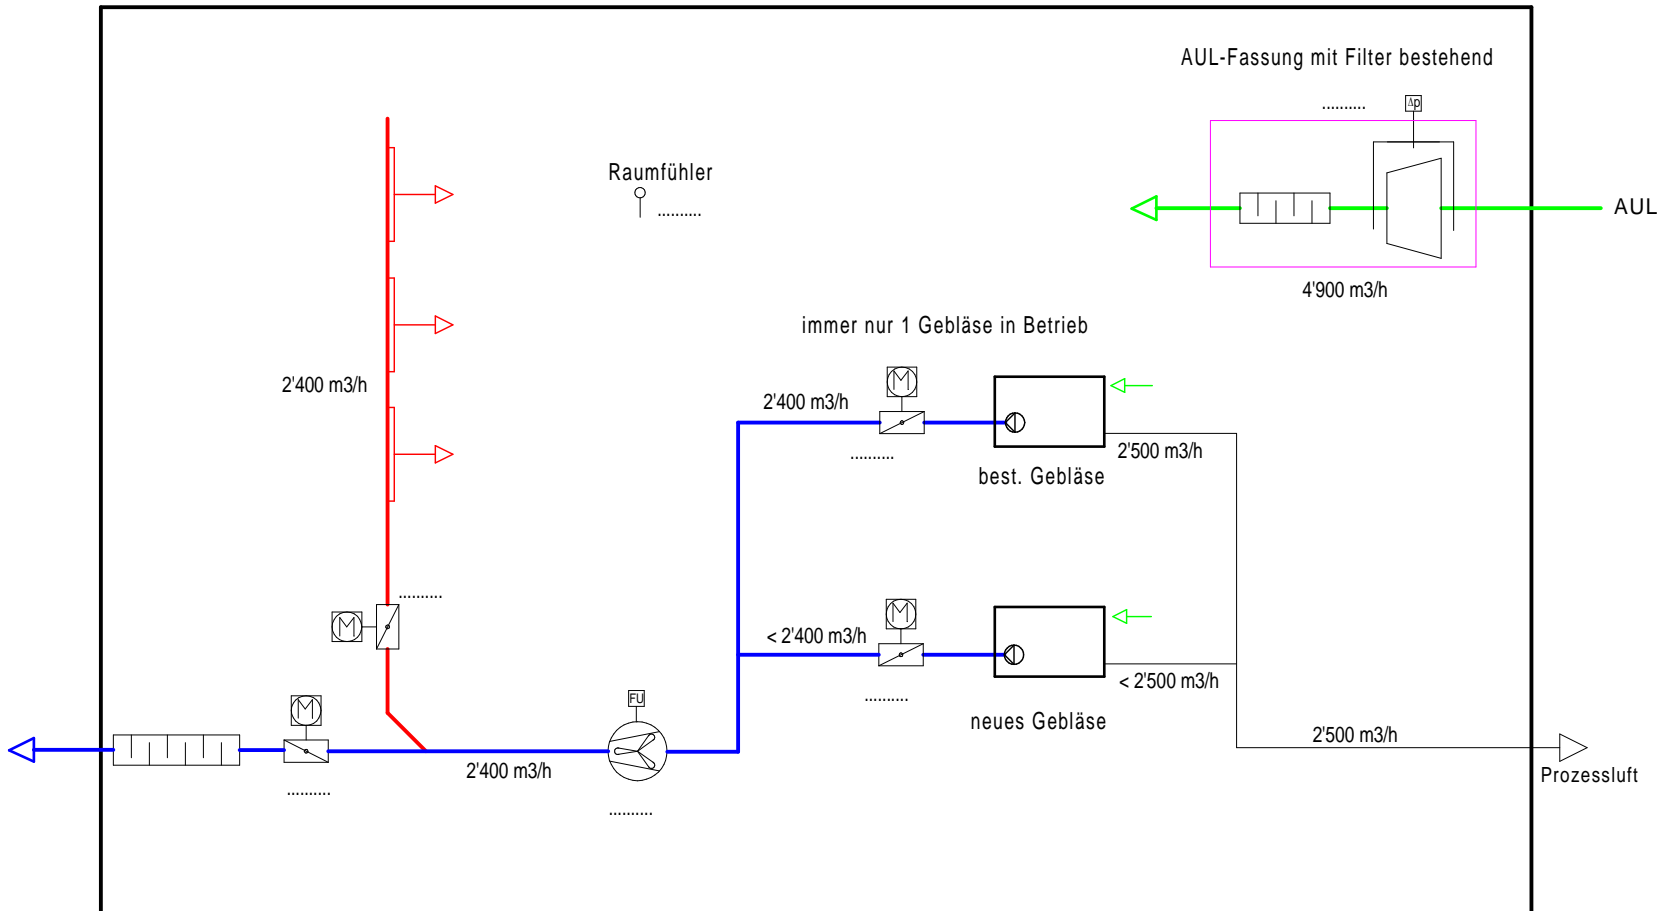 AUL-Fassung mit Filter bestehend
..........
Δp
Raumfühler
..........
AUL
4'900 m3/h
immer nur 1 Gebläse in Betrieb
2'400 m3/h
M
2'400 m3/h
..........
2'500 m3/h
best. Gebläse
..........
M
M
< 2'400 m3/h
..........
< 2'500 m3/h
neues Gebläse
M
FU
2'400 m3/h
2'500 m3/h
Prozessluft
..........
..........